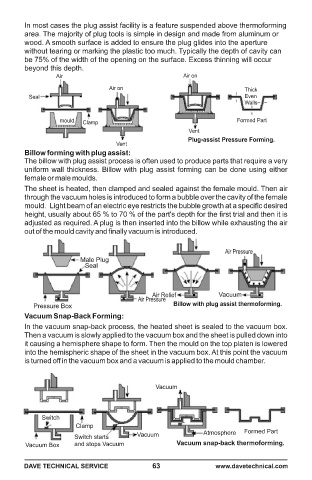 In most cases the plug assist facility is a feature suspended above thermoforming
area. The majority of plug tools is simple in design and made from aluminum or
wood. A smooth surface is added to ensure the plug glides into the aperture
without tearing or marking the plastic too much. Typically the depth of cavity can
be 75% of the width of the opening on the surface. Excess thinning will occur
beyond this depth.
Air
Air on
Air on
Seal
Thick
Even
Walls
mould
Clamp
Formed Part
Vent
Vent
Plug-assist Pressure Forming.
Billow forming with plug assist:
The billow with plug assist process is often used to produce parts that require a very
uniform wall thickness. Billow with plug assist forming can be done using either
female or male moulds.
The sheet is heated, then clamped and sealed against the female mould. Then air
through the vacuum holes is introduced to form a bubble over the cavity of the female
mould. Light beam of an electric eye restricts the bubble growth at a specific desired
height, usually about 65 % to 70 % of the part's depth for the first trial and then it is
adjusted as required. A plug is then inserted into the billow while exhausting the air
out of the mould cavity and finally vacuum is introduced.
Air Pressure
Male Plug
Seal
Air Relief
Vacuum
Air Pressure
Pressure Box
Billow with plug assist thermoforming.
Vacuum Snap-Back Forming:
In the vacuum snap-back process, the heated sheet is sealed to the vacuum box.
Then a vacuum is slowly applied to the vacuum box and the sheet is pulled down into
it causing a hemisphere shape to form. Then the mould on the top platen is lowered
into the hemispheric shape of the sheet in the vacuum box. At this point the vacuum
is turned off in the vacuum box and a vacuum is applied to the mould chamber.
Vacuum
Switch
Clamp
Switch starts
and stops Vacuum
Vacuum
Atmosphere
Formed Part
Vacuum Box
Vacuum snap-back thermoforming.
DAVE TECHNICAL SERVICE 63 www.davetechnical.com